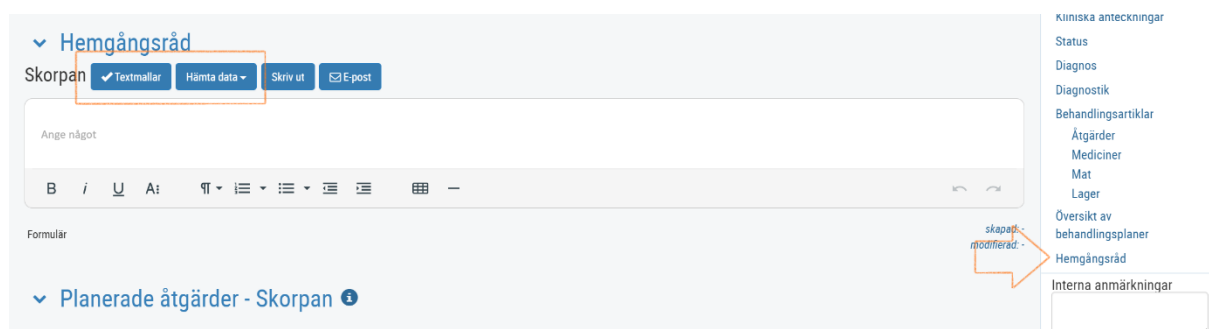 Hemgångsråd
Skorpan Textmallar Hämta data Skriv ut E-post
Ange något
B i U A
Formulär
skapad: -
modifierad: -
Planerade åtgärder - Skorpan
Kliniska anteckningar
Status
Diagnos
Diagnostik
Behandlingsartiklar
Åtgärder
Mediciner
Mat
Lager
Översikt av
behandlingsplaner
Hemgångsråd
Interna anmärkningar